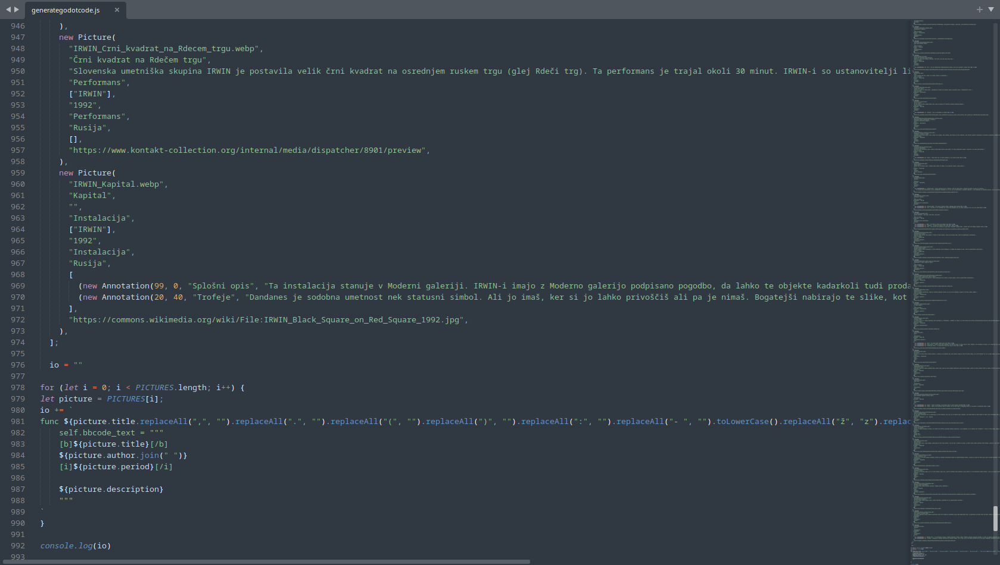 generategodotcode.js ×
946 ),
947 new Picture(
948 "IRWIN_Crni_kvadrat_na_Rdecem_trgu.webp",
949 "Črni kvadrat na Rdečem trgu",
950 "Slovenska umetniška skupina IRWIN je postavila velik črni kvadrat na osrednjem ruskem trgu (glej Rdeči trg). Ta performans je trajal okoli 30 minut. IRWIN-i so ustanovitelji li
951 "Performans",
952 ["IRWIN"],
953 "1992",
954 "Performans",
955 "Rusija",
956 [],
957 "https://www.kontakt-collection.org/internal/media/dispatcher/8901/preview",
958 ),
959 new Picture(
960 "IRWIN_Kapital.webp",
961 "Kapital",
962 "",
963 "Instalacija",
964 ["IRWIN"],
965 "1992",
966 "Instalacija",
967 "Rusija",
968 [
969 (new Annotation(99, 0, "Splošni opis", "Ta instalacija stanuje v Moderni galeriji. IRWIN-i imajo z Moderno galerijo podpisano pogodbo, da lahko te objekte kadarkoli tudi proda
970 (new Annotation(20, 40, "Trofeje", "Dandanes je sodobna umetnost nek statusni simbol. Ali jo imaš, ker si jo lahko privoščiš ali pa je nimaš. Bogatejši nabirajo te slike, kot
971 ],
972 "https://commons.wikimedia.org/wiki/File:IRWIN_Black_Square_on_Red_Square_1992.jpg",
973 ),
974 ];
975
976 io = ""
977
978 for (let i = 0; i < PICTURES.length; i++) {
979 let picture = PICTURES[i];
980 io += `
981 func ${picture.title.replaceAll(",", "").replaceAll(".", "").replaceAll("(", "").replaceAll(")", "").replaceAll(":", "").replaceAll("- ", "").toLowerCase().replaceAll("ž", "z").replac
982 self.bbcode_text = """
983 [b]${picture.title}[/b]
984 ${picture.author.join(" ")}
985 [i]${picture.period}[/i]
986
987 ${picture.description}
988 """
989 `
990 }
991
992 console.log(io)
993